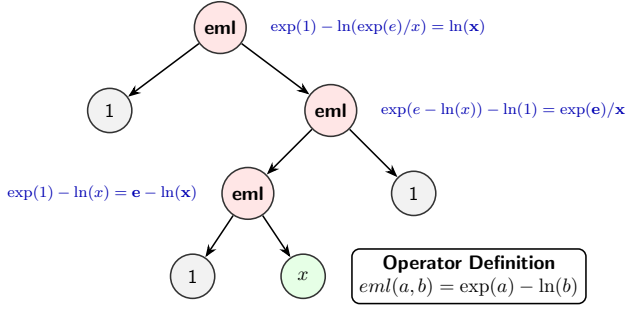 eml
exp(1) − ln(exp(e)/x) = ln(x)
1
eml
exp(e − ln(x)) − ln(1) = exp(e)/x
exp(1) − ln(x) = e − ln(x)
eml
1
1
x
Operator Definition
eml(a, b) = exp(a) − ln(b)